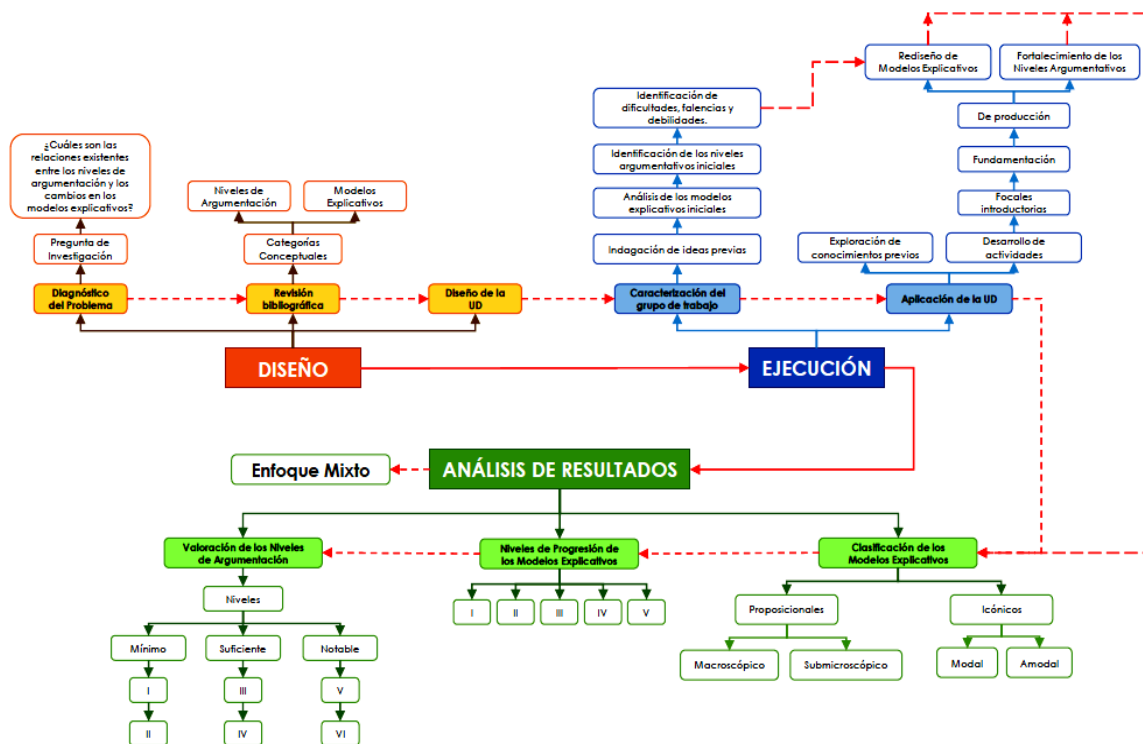 Rediseño de
Modelos Explicativos
Fortalecimiento de los
Niveles Argumentativos
Identificación de
dificultades, falencias y
debilidades.
De producción
¿Cuáles son las
relaciones existentes
entre los niveles de
argumentación y los
cambios en los
modelos explicativos?
Identificación de los niveles
argumentativos iniciales
Fundamentación
Niveles de
Argumentación
Modelos
Explicativos
Análisis de los modelos
explicativos iniciales
Focales
introductorias
Pregunta de
Investigación
Categorías
Conceptuales
Indagación de ideas previas
Exploración de
conocimientos previos
Desarrollo de
actividades
Diagnóstico
del Problema
Revisión
bibliográfica
Diseño de la
UD
Caracterización del
grupo de trabajo
Aplicación de la UD
DISEÑO
EJECUCIÓN
Enfoque Mixto
ANÁLISIS DE RESULTADOS
Valoración de los Niveles
de Argumentación
Niveles de Progresión de
los Modelos Explicativos
Clasificación de los
Modelos Explicativos
Niveles
I
II
III
IV
V
Proposicionales
Icónicos
Mínimo
Suficiente
Notable
Macroscópico
Submicroscópico
Modal
Amodal
I
III
V
II
IV
VI